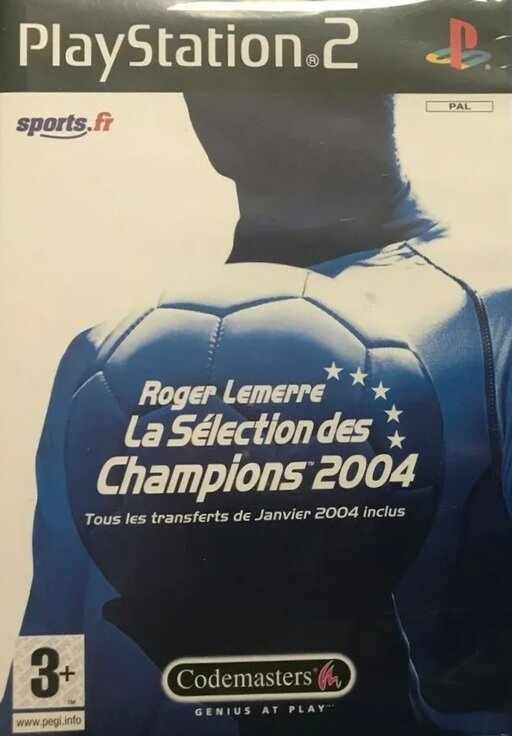 PlayStation®2
PAL
sports.fr
Roger Lemerre
La Sélection des
Champions™ 2004
Tous les transferts de Janvier 2004 inclus
3+
™
www.pegi.info
Codemasters®
GENIUS AT PLAY™